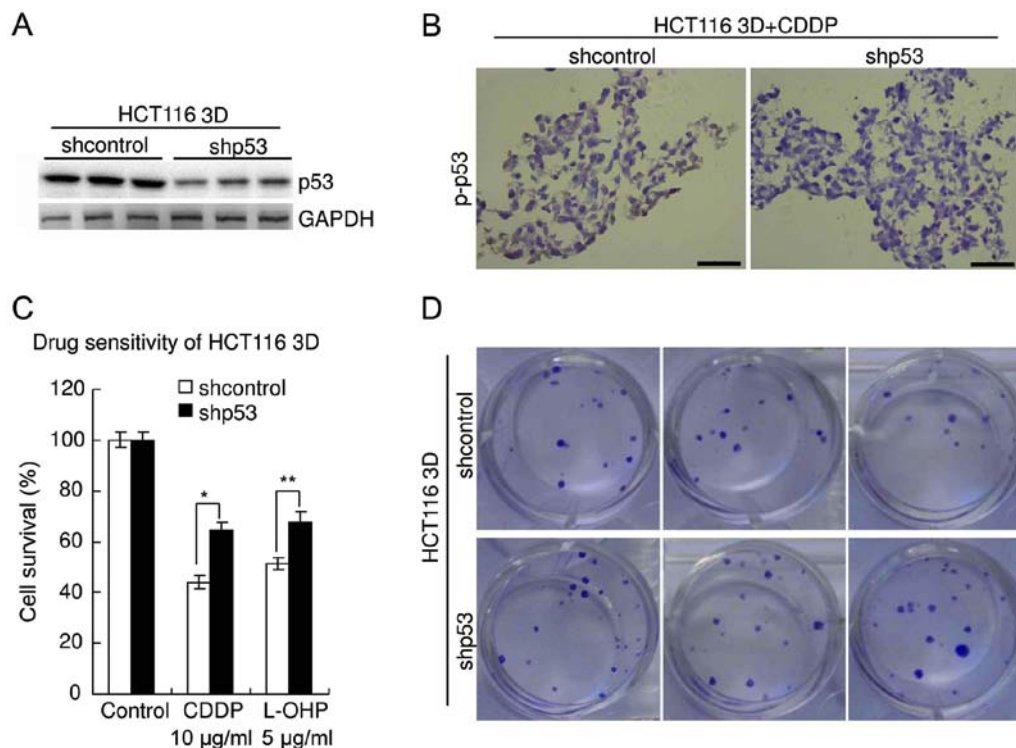 A
HCT116 3D
shcontrol shp53
p53
GAPDH
B
HCT116 3D+CDDP
shcontrol shp53
p-p53
C
Drug sensitivity of HCT116 3D
shcontrol
shp53
Cell survival (%)
120
100
80
60
40
20
0
*
**
Control CDDP L-OHP
10 µg/ml 5 µg/ml
D
HCT116 3D
shcontrol
shp53